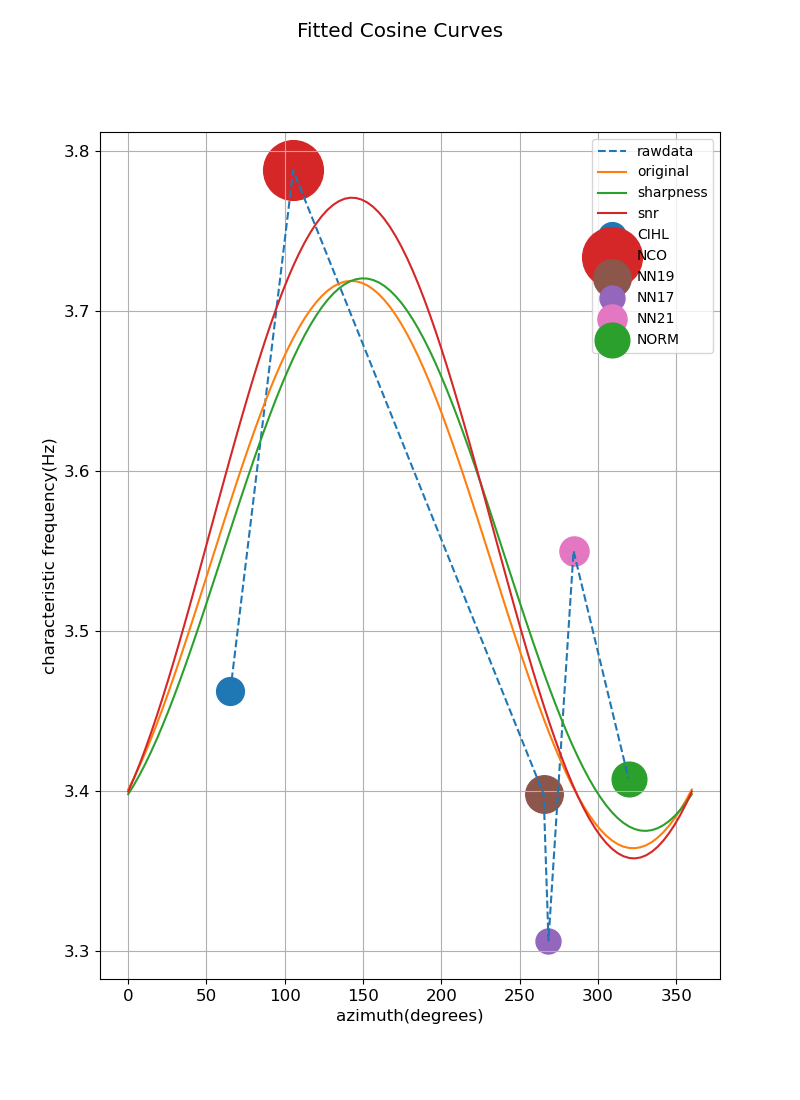 Fitted Cosine Curves
3.8
3.7
3.6
3.5
3.4
3.3
characteristic frequency(Hz)
rawdata
original
sharpness
snr
CIHL
NCO
NN19
NN17
NN21
NORM
0 50 100 150 200 250 300 350
azimuth(degrees)